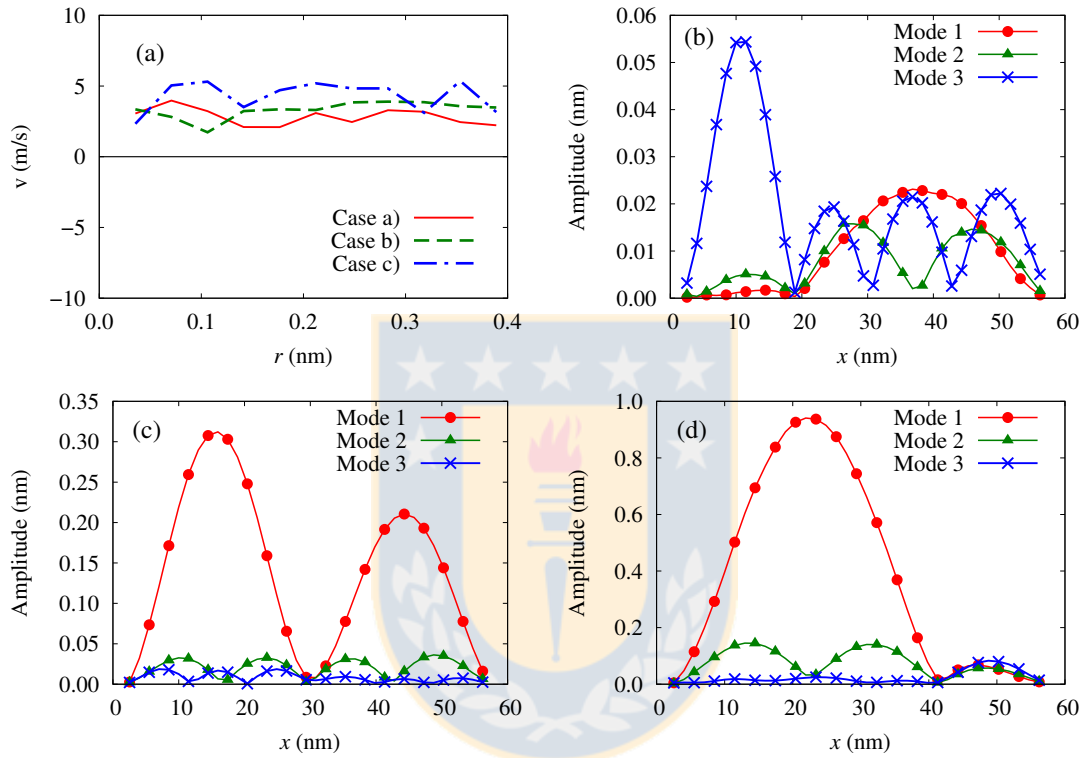 (a)
v (m/s)
10
5
0
−5
−10
Case a)
Case b)
Case c)
0.0 0.1 0.2 0.3 0.4
r (nm)
(b)
Amplitude (nm)
0.06
0.05
0.04
0.03
0.02
0.01
0.00
Mode 1
Mode 2
Mode 3
0 10 20 30 40 50 60
x (nm)
(c)
Amplitude (nm)
0.35
0.30
0.25
0.20
0.15
0.10
0.05
0.00
Mode 1
Mode 2
Mode 3
0 10 20 30 40 50 60
x (nm)
(d)
Amplitude (nm)
1.0
0.8
0.6
0.4
0.2
0.0
Mode 1
Mode 2
Mode 3
0 10 20 30 40 50 60
x (nm)